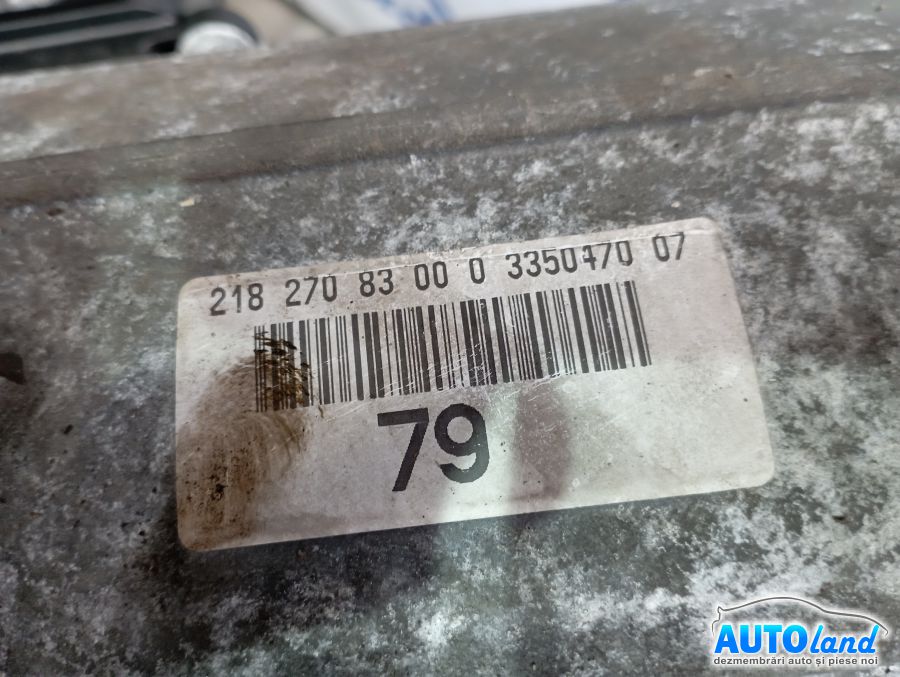 218 270 83 00 0 3350470 07
79
AUTOland
dezmembrări auto și piese noi